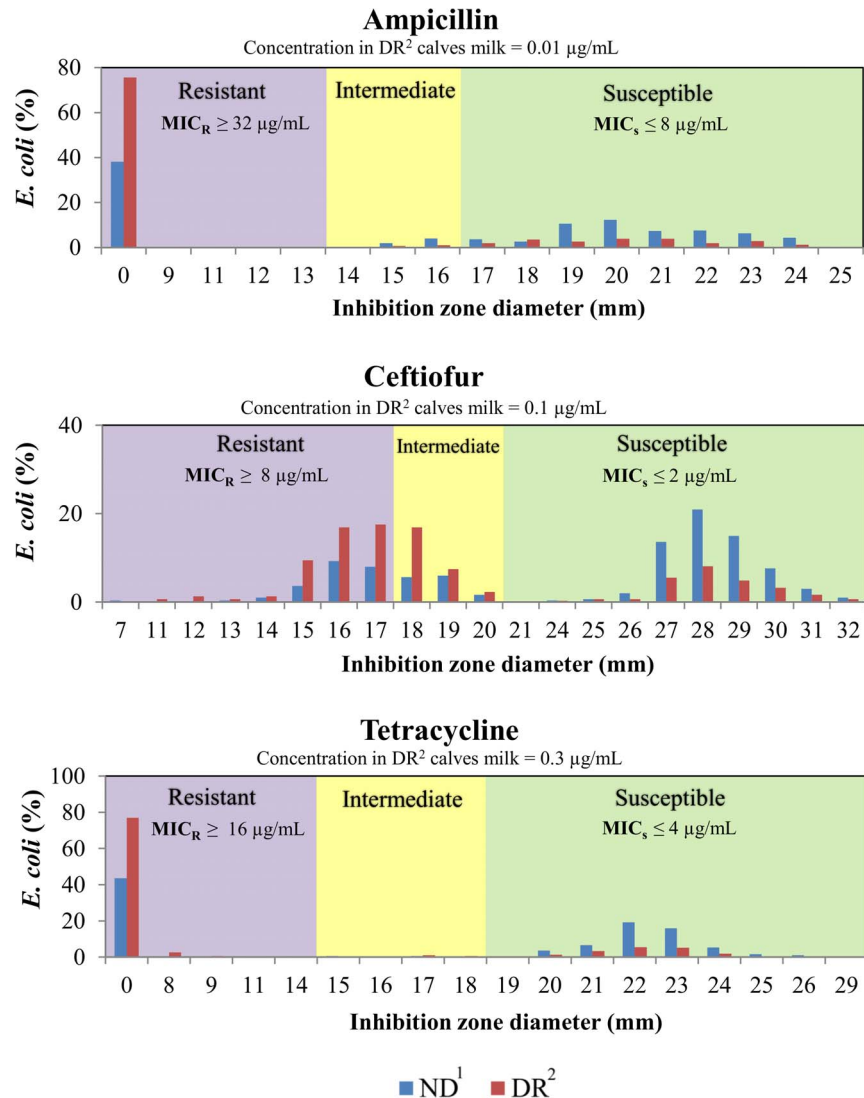 Ampicillin
Concentration in DR² calves milk = 0.01 µg/mL
80
60
40
20
0
E. coli (%)
Resistant
MIC_R ≥ 32 µg/mL
Intermediate
Susceptible
MIC_s ≤ 8 µg/mL
0 9 11 12 13 14 15 16 17 18 19 20 21 22 23 24 25
Inhibition zone diameter (mm)
Ceftiofur
Concentration in DR² calves milk = 0.1 µg/mL
40
20
0
E. coli (%)
Resistant
MIC_R ≥ 8 µg/mL
Intermediate
Susceptible
MIC_s ≤ 2 µg/mL
7 11 12 13 14 15 16 17 18 19 20 21 24 25 26 27 28 29 30 31 32
Inhibition zone diameter (mm)
Tetracycline
Concentration in DR² calves milk = 0.3 µg/mL
100
80
60
40
20
0
E. coli (%)
Resistant
MIC_R ≥ 16 µg/mL
Intermediate
Susceptible
MIC_s ≤ 4 µg/mL
0 8 9 11 14 15 16 17 18 19 20 21 22 23 24 25 26 29
Inhibition zone diameter (mm)
ND¹ DR²